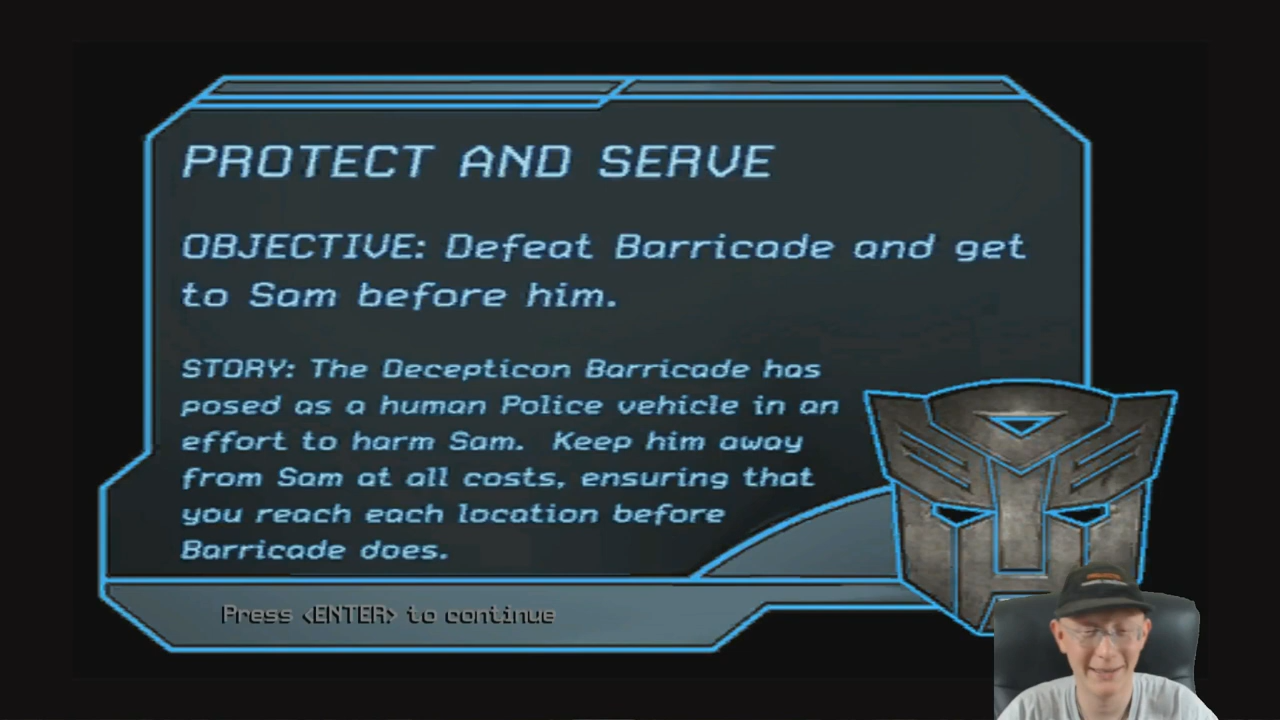 PROTECT AND SERVE
OBJECTIVE: Defeat Barricade and get
to Sam before him.
STORY: The Decepticon Barricade has
posed as a human Police vehicle in an
effort to harm Sam.  Keep him away
from Sam at all costs, ensuring that
you reach each location before
Barricade does.
Press <ENTER> to continue